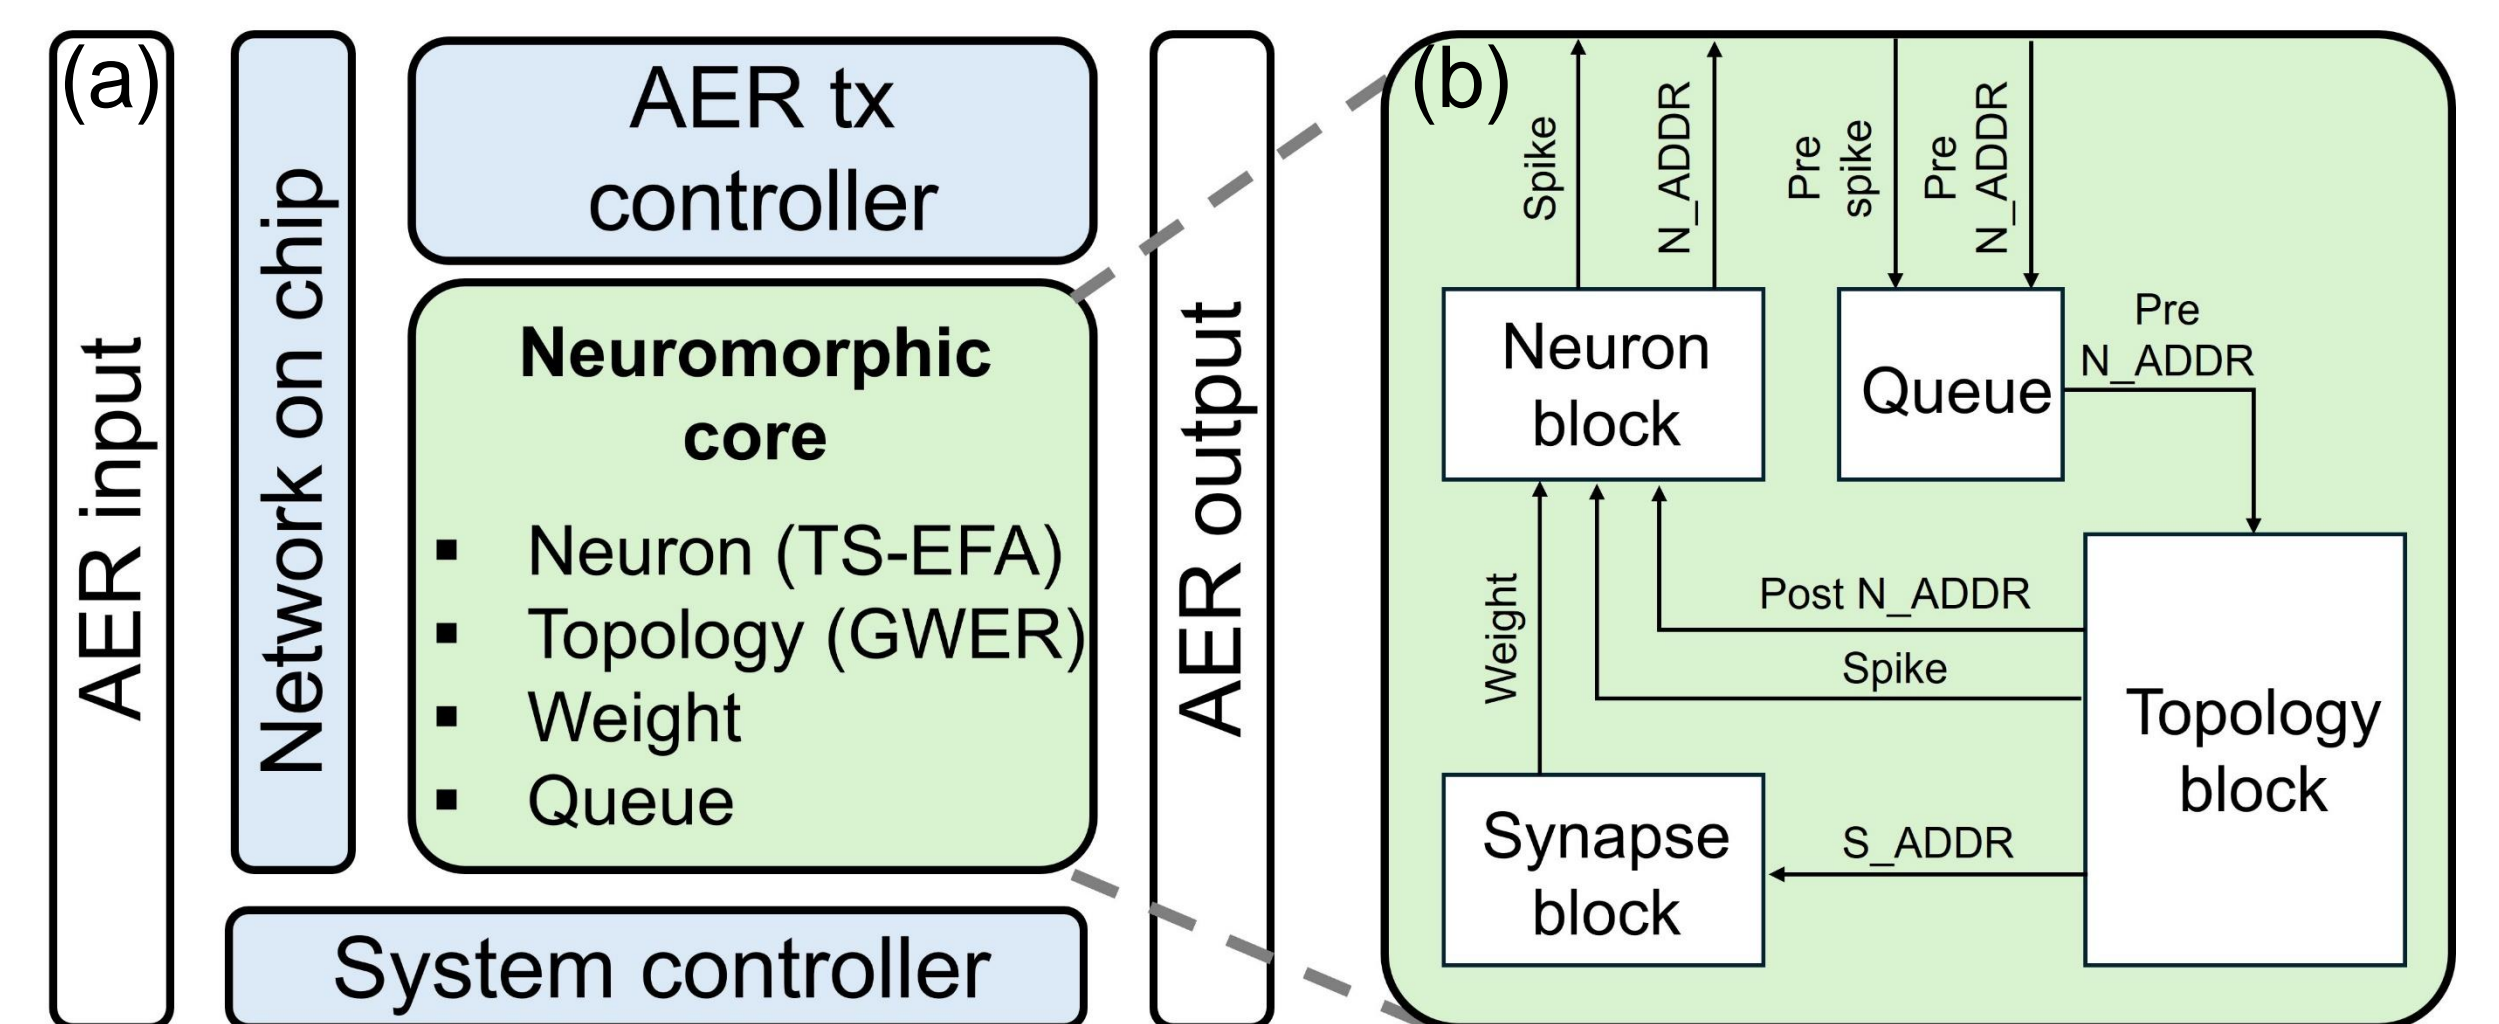 (a)
AER input
Network on chip
AER tx
controller
Neuromorphic
core
▪ Neuron (TS-EFA)
▪ Topology (GWER)
▪ Weight
▪ Queue
System controller
AER output
(b)
Spike
N_ADDR
Pre
spike
Pre
N_ADDR
Neuron
block
Queue
Pre
N_ADDR
Post N_ADDR
Spike
Weight
Topology
block
Synapse
block
S_ADDR